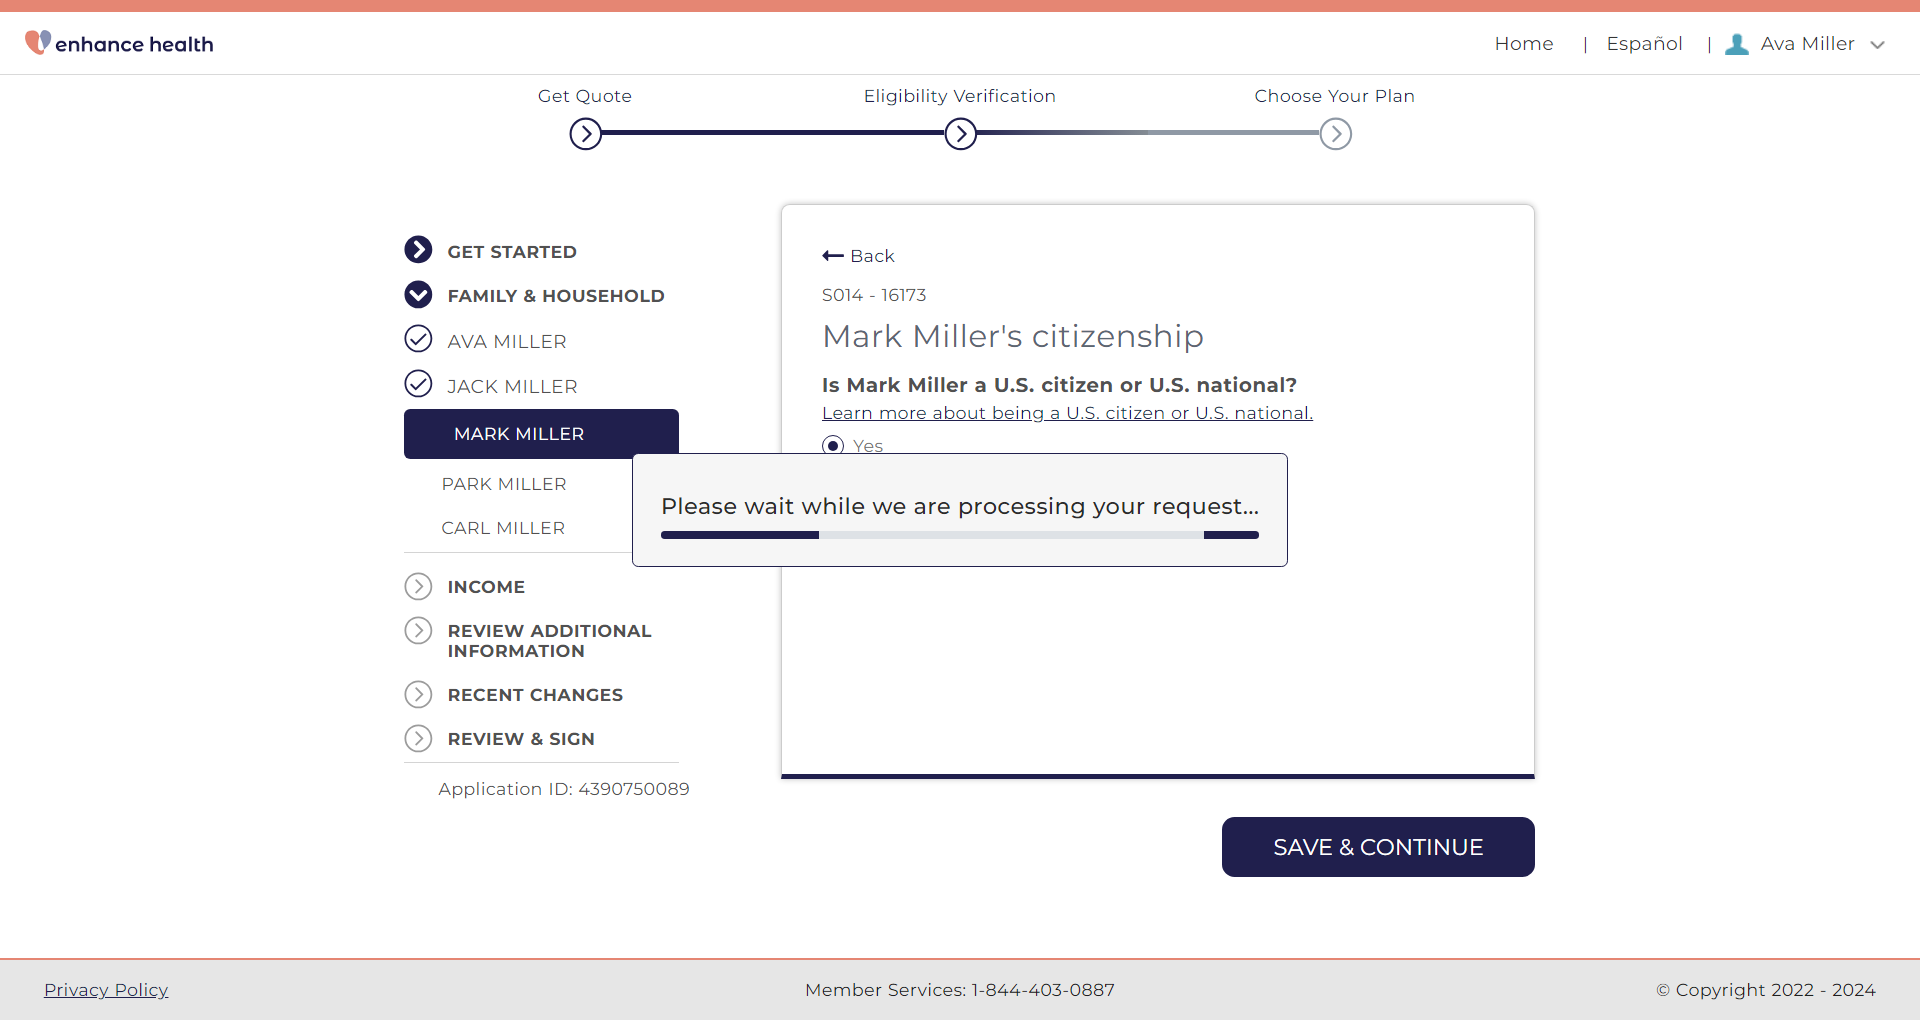 enhance health
Home | Español | Ava Miller
Get Quote
Eligibility Verification
Choose Your Plan
GET STARTED
FAMILY & HOUSEHOLD
AVA MILLER
JACK MILLER
MARK MILLER
PARK MILLER
CARL MILLER
INCOME
REVIEW ADDITIONAL
INFORMATION
RECENT CHANGES
REVIEW & SIGN
Application ID: 4390750089
Back
S014 - 16173
Mark Miller's citizenship
Is Mark Miller a U.S. citizen or U.S. national?
Learn more about being a U.S. citizen or U.S. national.
Yes
Please wait while we are processing your request...
SAVE & CONTINUE
Privacy Policy
Member Services: 1-844-403-0887
© Copyright 2022 - 2024